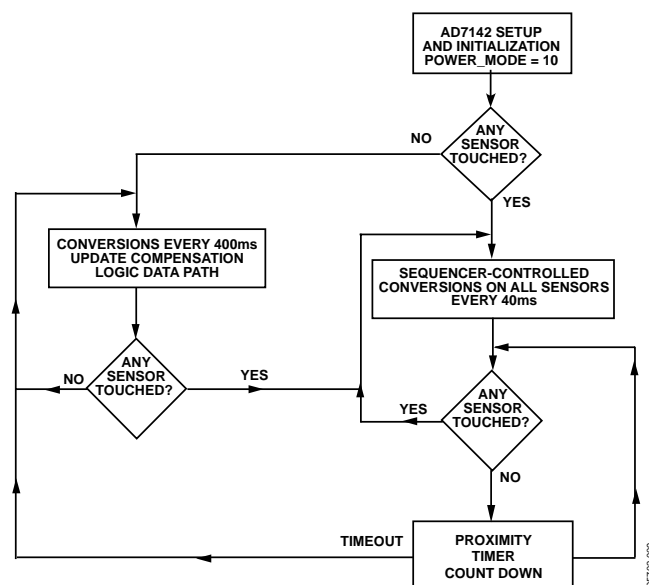 AD7142 SETUP
AND INITIALIZATION
POWER_MODE = 10
NO
ANY
SENSOR
TOUCHED?
YES
CONVERSIONS EVERY 400ms
UPDATE COMPENSATION
LOGIC DATA PATH
SEQUENCER-CONTROLLED
CONVERSIONS ON ALL SENSORS
EVERY 40ms
NO
ANY
SENSOR
TOUCHED?
YES
YES
ANY
SENSOR
TOUCHED?
NO
TIMEOUT
PROXIMITY
TIMER
COUNT DOWN